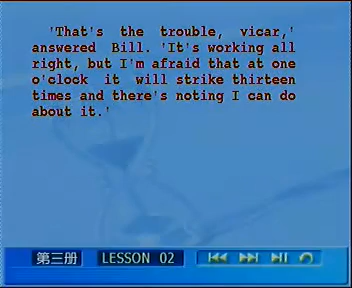 'That's the trouble, vicar,'
answered Bill. 'It's working all
right, but I'm afraid that at one
o'clock it will strike thirteen
times and there's noting I can do
about it.'
第三册 LESSON 02